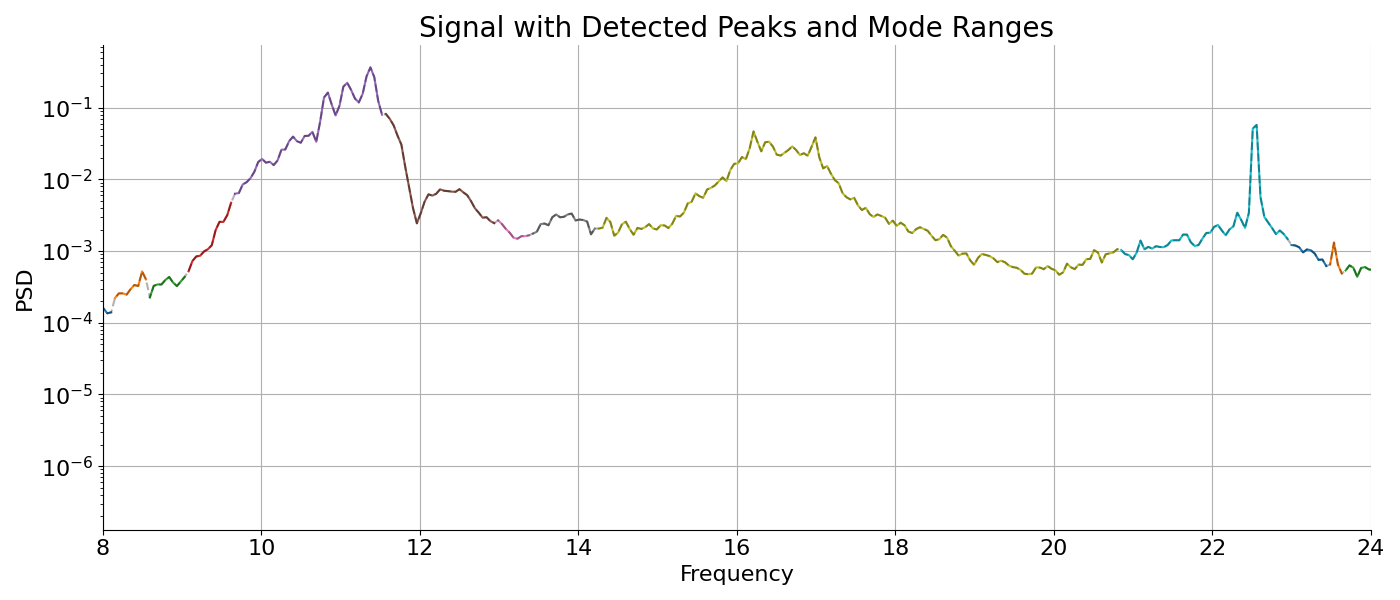 Signal with Detected Peaks and Mode Ranges
PSD
10⁻¹
10⁻²
10⁻³
10⁻⁴
10⁻⁵
10⁻⁶
8 10 12 14 16 18 20 22 24
Frequency